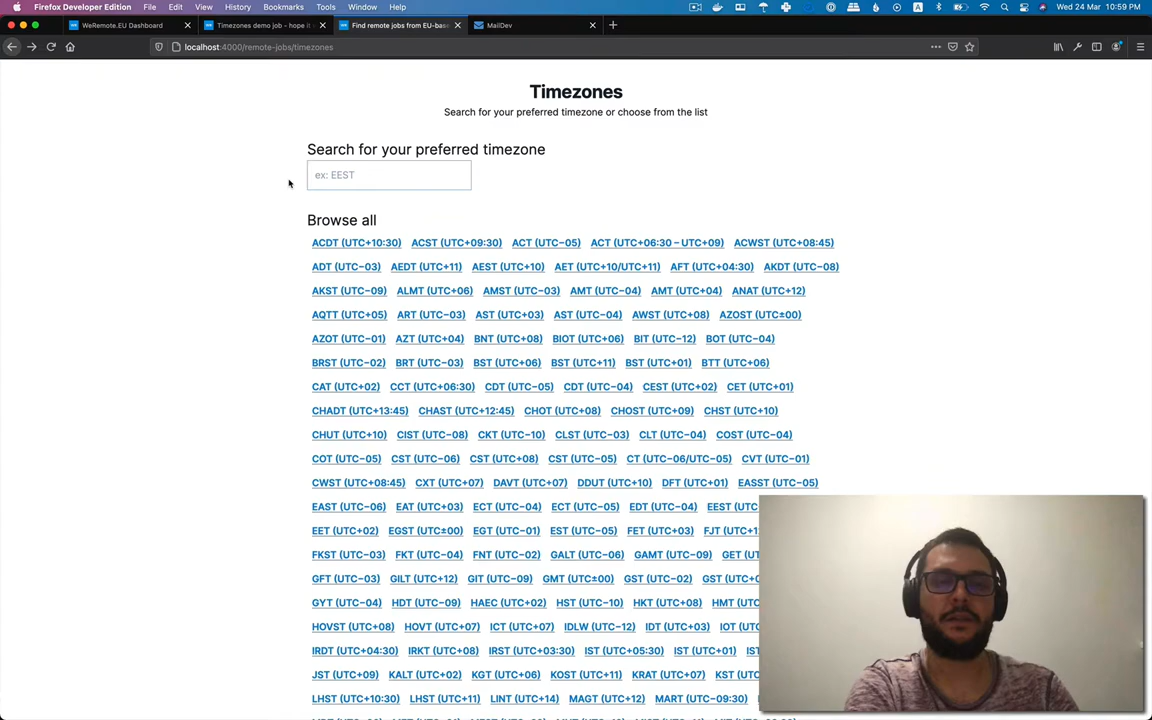 Firefox Developer Edition File Edit View History Bookmarks Tools Window Help Wed 24 Mar 10:59 PM
WeRemote.EU Dashboard Timezones demo job - hope it Find remote jobs from EU-base MailDev
localhost:4000/remote-jobs/timezones
Timezones
Search for your preferred timezone or choose from the list
Search for your preferred timezone
ex: EEST
Browse all
ACDT (UTC+10:30) ACST (UTC+09:30) ACT (UTC−05) ACT (UTC+06:30 – UTC+09) ACWST (UTC+08:45)
ADT (UTC−03) AEDT (UTC+11) AEST (UTC+10) AET (UTC+10/UTC+11) AFT (UTC+04:30) AKDT (UTC−08)
AKST (UTC−09) ALMT (UTC+06) AMST (UTC−03) AMT (UTC−04) AMT (UTC+04) ANAT (UTC+12)
AQTT (UTC+05) ART (UTC−03) AST (UTC+03) AST (UTC−04) AWST (UTC+08) AZOST (UTC±00)
AZOT (UTC−01) AZT (UTC+04) BNT (UTC+08) BIOT (UTC+06) BIT (UTC−12) BOT (UTC−04)
BRST (UTC−02) BRT (UTC−03) BST (UTC+06) BST (UTC+11) BST (UTC+01) BTT (UTC+06)
CAT (UTC+02) CCT (UTC+06:30) CDT (UTC−05) CDT (UTC−04) CEST (UTC+02) CET (UTC+01)
CHADT (UTC+13:45) CHAST (UTC+12:45) CHOT (UTC+08) CHOST (UTC+09) CHST (UTC+10)
CHUT (UTC+10) CIST (UTC−08) CKT (UTC−10) CLST (UTC−03) CLT (UTC−04) COST (UTC−04)
COT (UTC−05) CST (UTC−06) CST (UTC+08) CST (UTC−05) CT (UTC−06/UTC−05) CVT (UTC−01)
CWST (UTC+08:45) CXT (UTC+07) DAVT (UTC+07) DDUT (UTC+10) DFT (UTC+01) EASST (UTC−05)
EAST (UTC−06) EAT (UTC+03) ECT (UTC−04) ECT (UTC−05) EDT (UTC−04) EEST (UTC
EET (UTC+02) EGST (UTC±00) EGT (UTC−01) EST (UTC−05) FET (UTC+03) FJT (UTC+1
FKST (UTC−03) FKT (UTC−04) FNT (UTC−02) GALT (UTC−06) GAMT (UTC−09) GET (UT
GFT (UTC−03) GILT (UTC+12) GIT (UTC−09) GMT (UTC±00) GST (UTC−02) GST (UTC+0
GYT (UTC−04) HDT (UTC−09) HAEC (UTC+02) HST (UTC−10) HKT (UTC+08) HMT (UT
HOVST (UTC+08) HOVT (UTC+07) ICT (UTC+07) IDLW (UTC−12) IDT (UTC+03) IOT (UTC
IRDT (UTC+04:30) IRKT (UTC+08) IRST (UTC+03:30) IST (UTC+05:30) IST (UTC+01) IS
JST (UTC+09) KALT (UTC+02) KGT (UTC+06) KOST (UTC+11) KRAT (UTC+07) KST (UT
LHST (UTC+10:30) LHST (UTC+11) LINT (UTC+14) MAGT (UTC+12) MART (UTC−09:30)